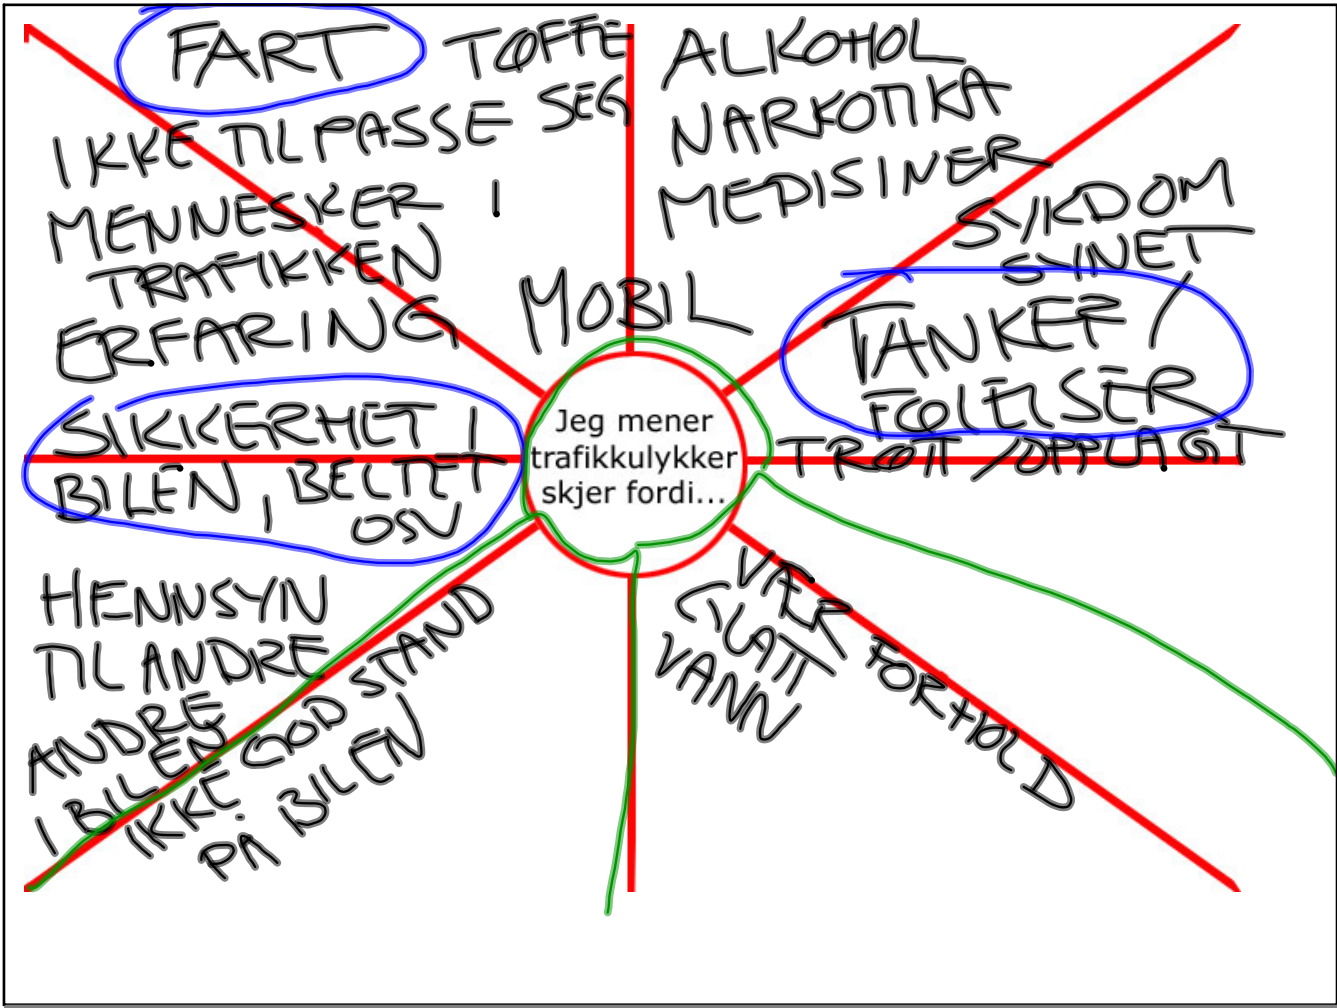 FART TØFFE
IKKE TILPASSE SEG
MENNESKER I
TRAFIKKEN
ERFARING
SIKKERHET I
BILEN, BELTET
OSV
HENNSYN
TIL ANDRE
ANDRE
I BILEN
IKKE GOD STAND
PÅ BILEN
MOBIL
Jeg mener
trafikkulykker
skjer fordi...
ALKOHOL
NARKOTIKA
MEDISINER
SYKDOM
SYNET
TANKER /
FØLELSER
TRØTT / OPPLAGT
VÆR FORHOLD
GLATT
VANN